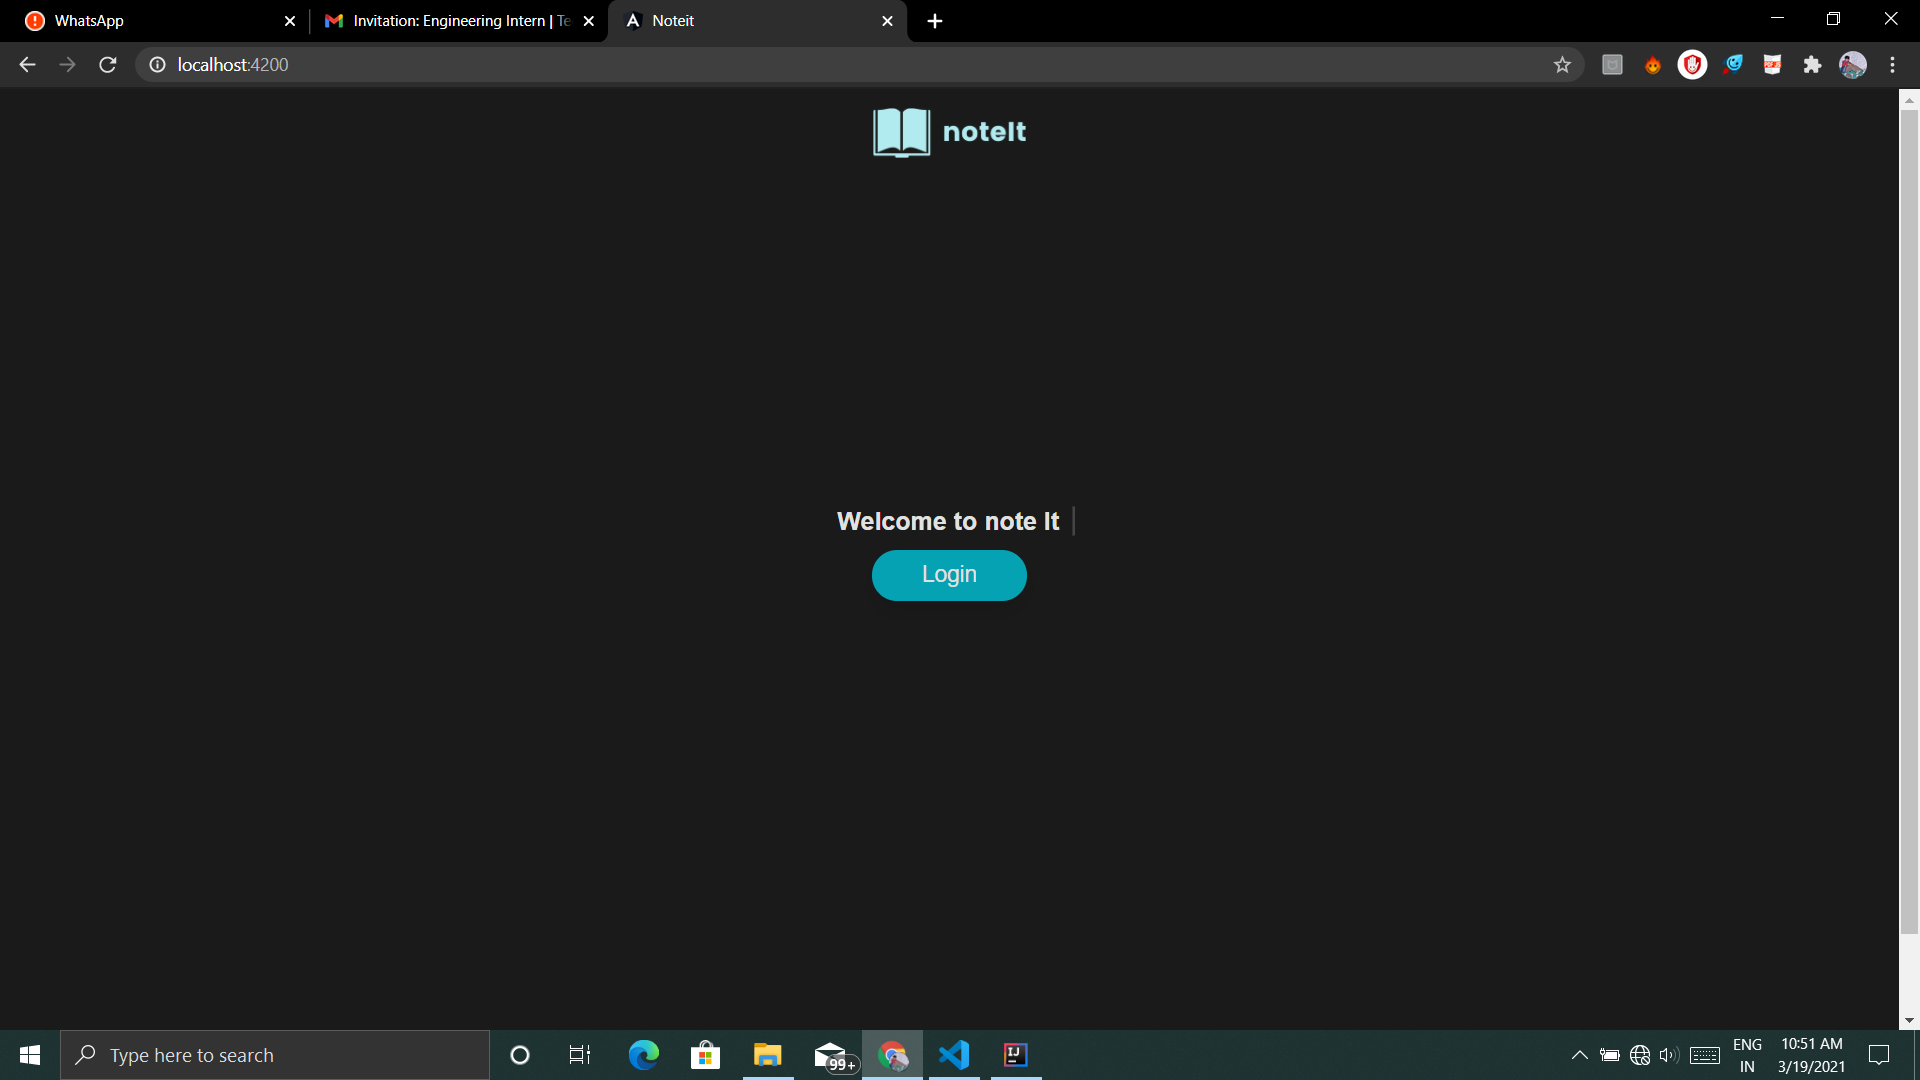 WhatsApp
Invitation: Engineering Intern | Te
Noteit
localhost:4200
noteIt
Welcome to note It
Login
Type here to search
99+
ENG
IN
10:51 AM
3/19/2021